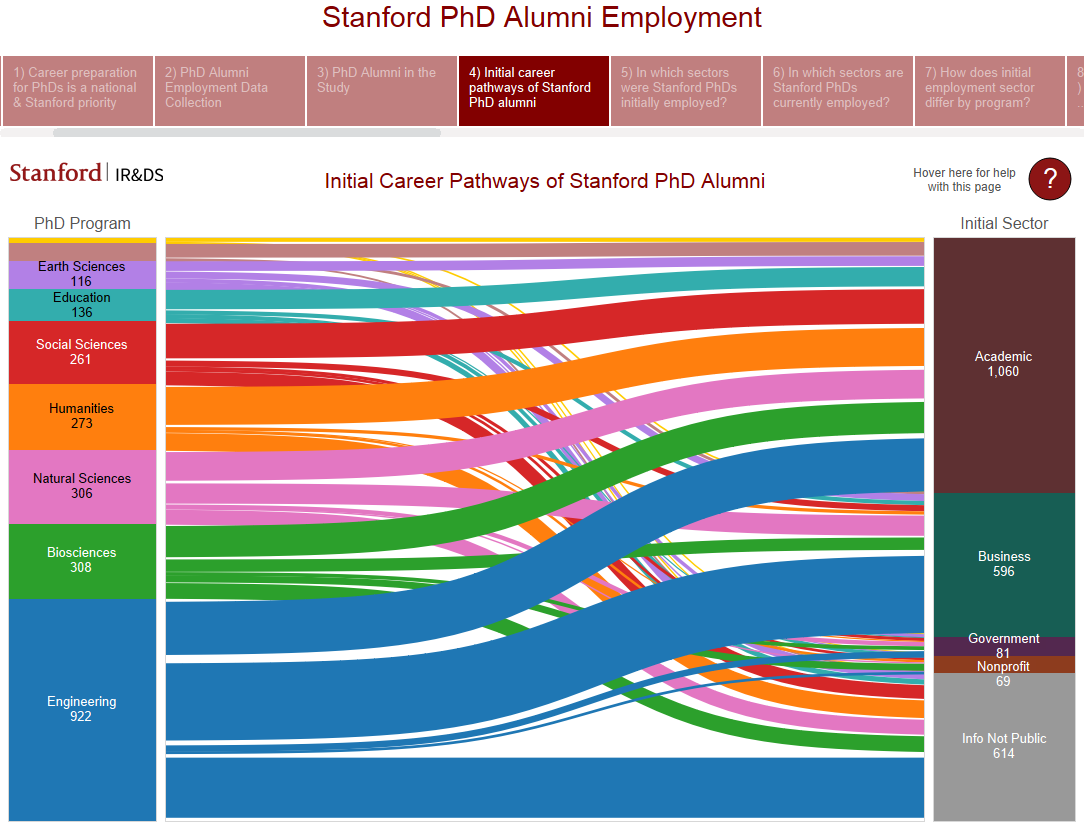 Stanford PhD Alumni Employment
1) Career preparation
for PhDs is a national
& Stanford priority
2) PhD Alumni
Employment Data
Collection
3) PhD Alumni in the
Study
4) Initial career
pathways of Stanford
PhD alumni
5) In which sectors
were Stanford PhDs
initially employed?
6) In which sectors are
Stanford PhDs
currently employed?
7) How does initial
employment sector
differ by program?
8
)
...
Stanford | IR&DS
Initial Career Pathways of Stanford PhD Alumni
Hover here for help
with this page
?
PhD Program
Initial Sector
Earth Sciences
116
Education
136
Social Sciences
261
Humanities
273
Natural Sciences
306
Biosciences
308
Engineering
922
Academic
1,060
Business
596
Government
81
Nonprofit
69
Info Not Public
614